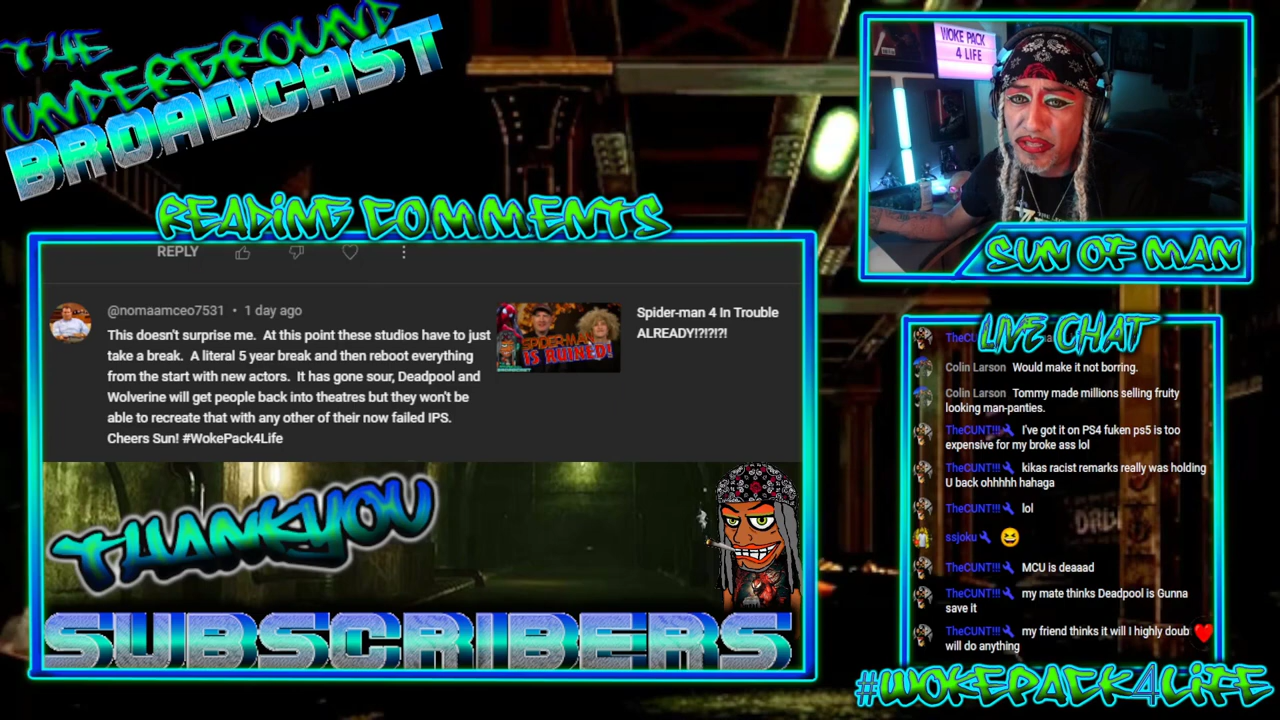 THE
UNDERGROUND
BROADCAST
READING COMMENTS
REPLY
@nomaamceo7531 • 1 day ago
This doesn't surprise me. At this point these studios have to just
take a break. A literal 5 year break and then reboot everything
from the start with new actors. It has gone sour, Deadpool and
Wolverine will get people back into theatres but they won't be
able to recreate that with any other of their now failed IPS.
Cheers Sun! #WokePack4Life
SPIDER-MAN
IS RUINED!
Spider-man 4 In Trouble
ALREADY!?!?!?!
THANKYOU
SUBSCRIBERS
WOKE PACK
4 LIFE
SUN OF MAN
LIVE CHAT
Colin Larson Would make it not borring.
Colin Larson Tommy made millions selling fruity
looking man-panties.
TheCUNT!!! I've got it on PS4 fuken ps5 is too
expensive for my broke ass lol
TheCUNT!!! kikas racist remarks really was holding
U back ohhhhh hahaga
TheCUNT!!! lol
ssjoku 😆
TheCUNT!!! MCU is deaaad
TheCUNT!!! my mate thinks Deadpool is Gunna
save it
TheCUNT!!! my friend thinks it will I highly doub
will do anything
#WOKEPACK4LIFE